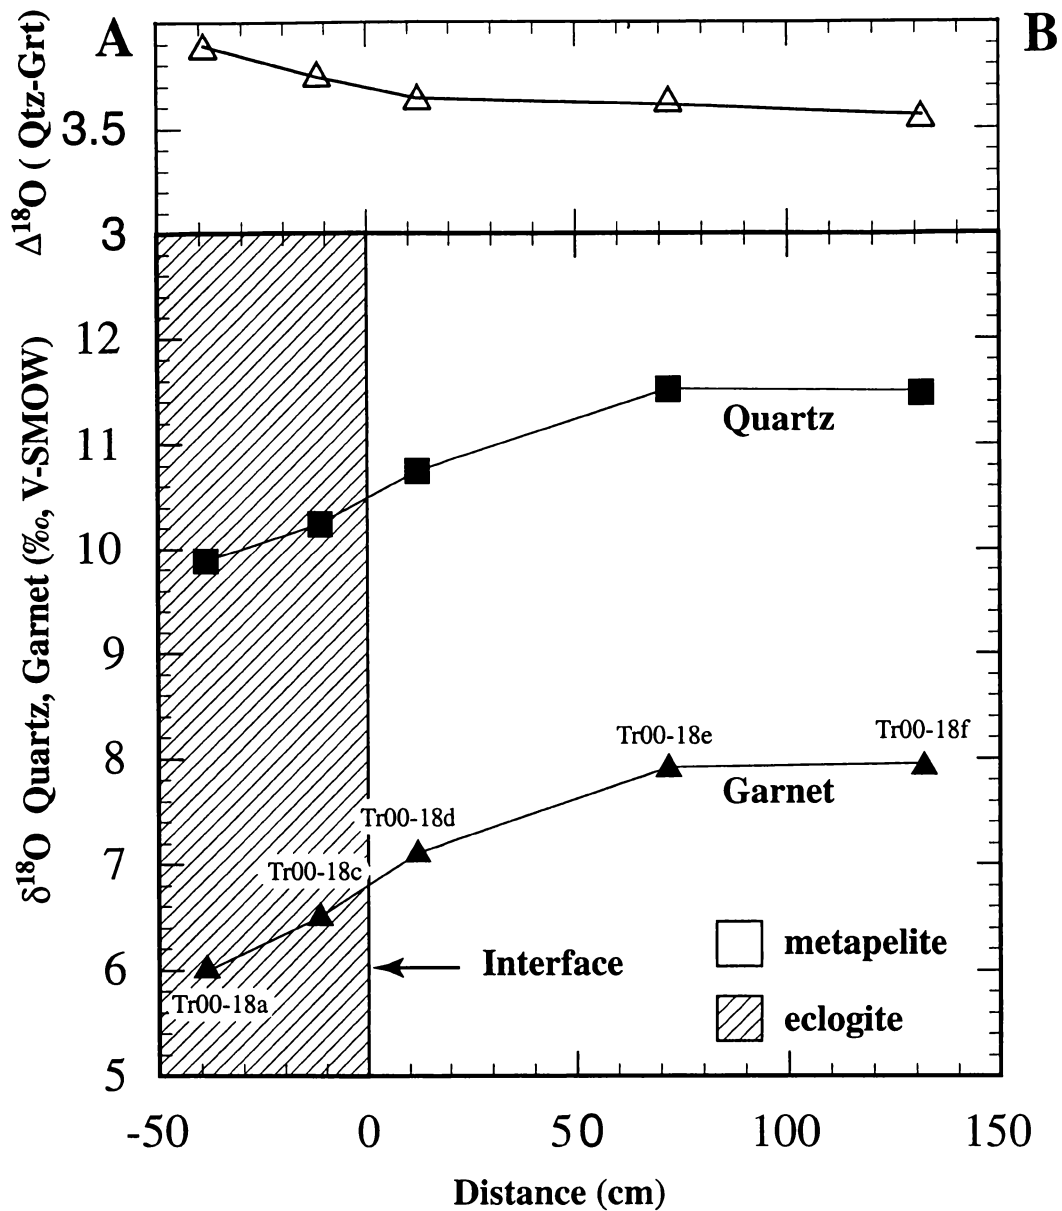 A
B
Δ18O ( Qtz-Grt)
3.5
3
δ18O Quartz, Garnet (‰, V-SMOW)
12
11
10
9
8
7
6
5
Quartz
Tr00-18e
Tr00-18f
Garnet
Tr00-18d
Tr00-18c
Tr00-18a
Interface
metapelite
eclogite
-50
0
50
100
150
Distance (cm)